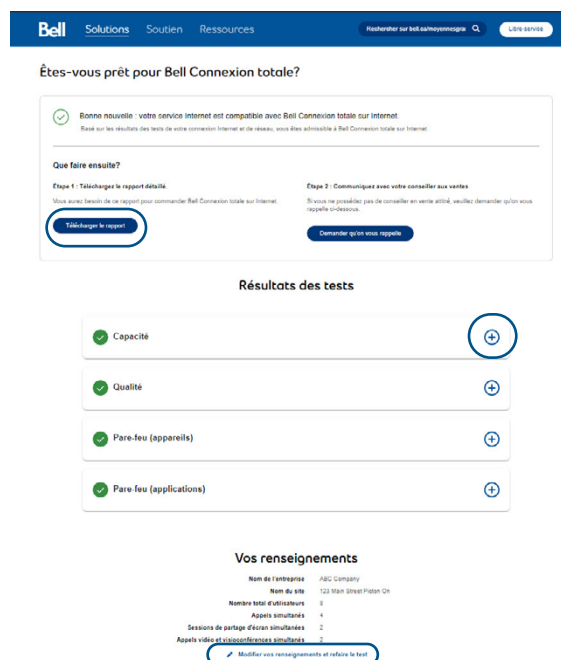 Bell Solutions Soutien Ressources Rechercher sur bell.ca/moyennesgra Libre-service
Êtes-vous prêt pour Bell Connexion totale?
Bonne nouvelle : votre service Internet est compatible avec Bell Connexion totale sur Internet.
Basé sur les résultats des tests de votre connexion Internet et de réseau, vous êtes admissible à Bell Connexion totale sur Internet.
Que faire ensuite?
Étape 1 : Téléchargez le rapport détaillé.
Vous aurez besoin de ce rapport pour commander Bell Connexion totale sur Internet.
Télécharger le rapport
Étape 2 : Communiquez avec votre conseiller aux ventes
Si vous ne possédez pas de conseiller en vente attitré, veuillez demander qu'on vous
rappelle ci-dessous.
Demander qu'on vous rappelle
Résultats des tests
Capacité
Qualité
Pare-feu (appareils)
Pare-feu (applications)
Vos renseignements
Nom de l'entreprise ABC Company
Nom du site 123 Main Street Piston On
Nombre total d'utilisateurs 8
Appels simultanés 4
Sessions de partage d'écran simultanées 2
Appels vidéo et visioconférences simultanés 2
Modifier vos renseignements et refaire le test